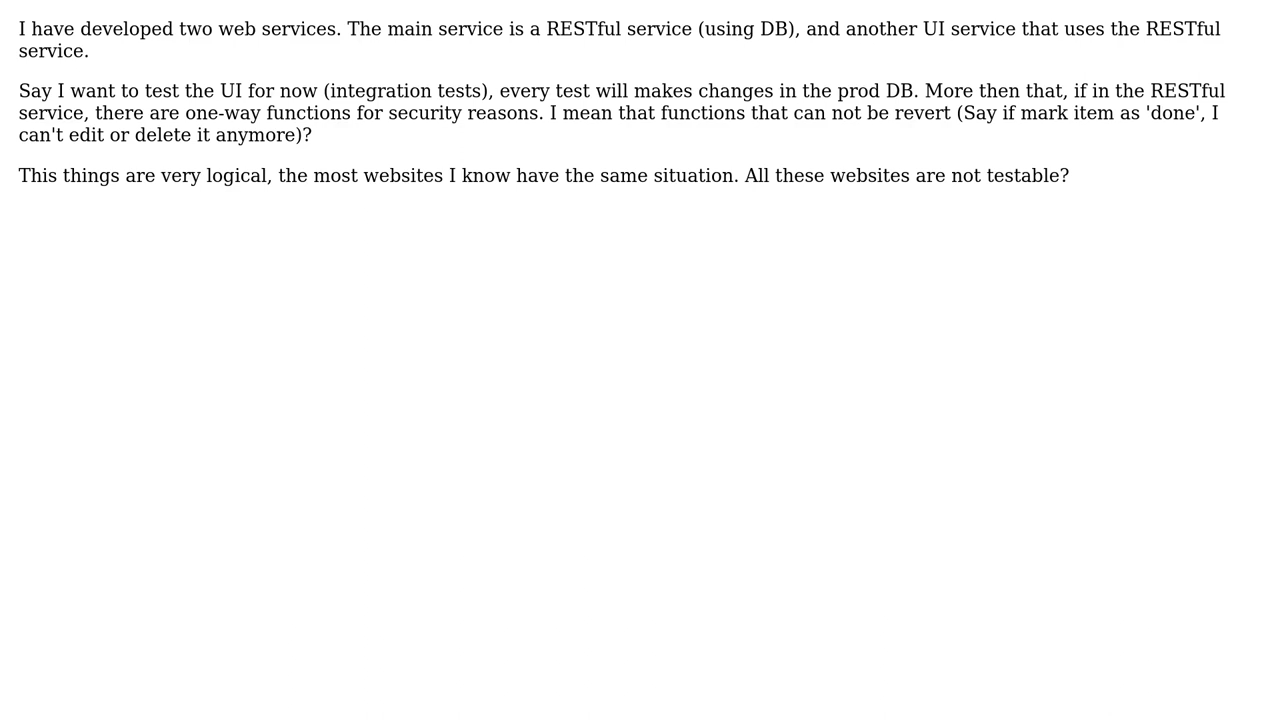 I have developed two web services. The main service is a RESTful service (using DB), and another UI service that uses the RESTful
service.
Say I want to test the UI for now (integration tests), every test will makes changes in the prod DB. More then that, if in the RESTful
service, there are one-way functions for security reasons. I mean that functions that can not be revert (Say if mark item as 'done', I
can't edit or delete it anymore)?
This things are very logical, the most websites I know have the same situation. All these websites are not testable?